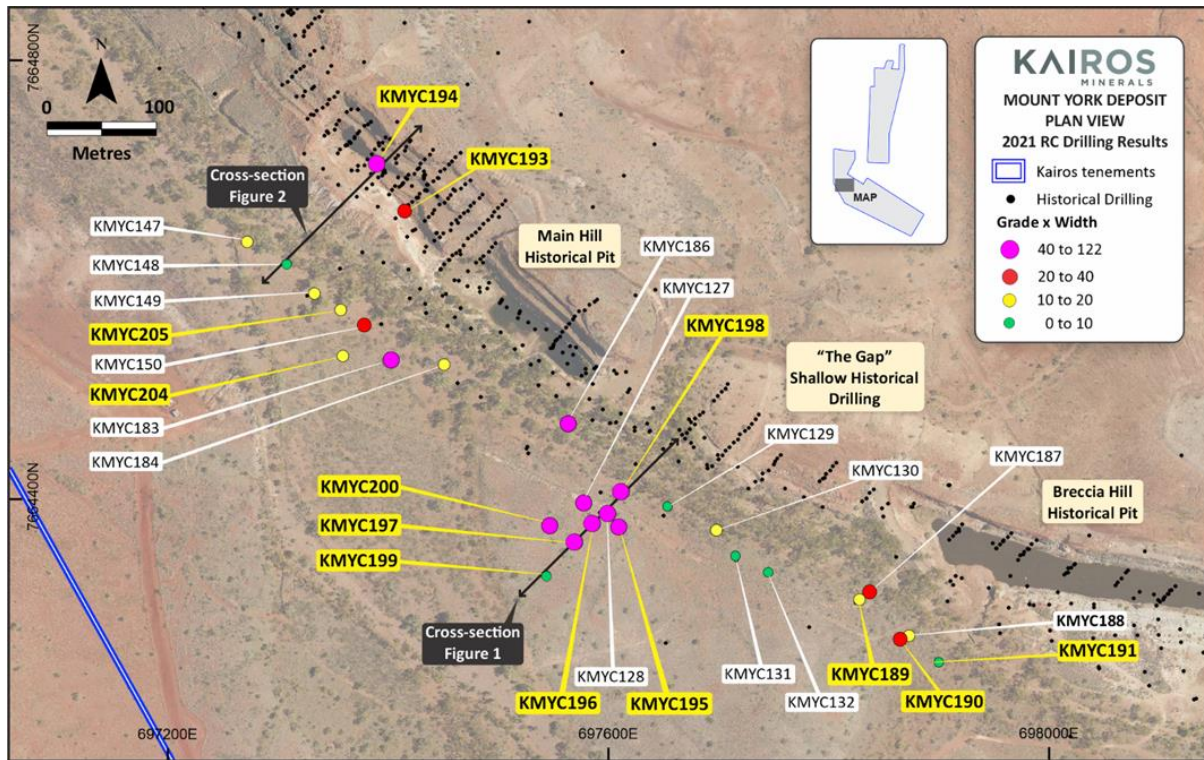 7664800N
N
0
100
Metres
KMYC194
KMYC193
Cross-section
Figure 2
KMYC147
KMYC148
KMYC149
KMYC205
KMYC150
KMYC204
KMYC183
KMYC184
Main Hill
Historical Pit
KMYC186
KMYC127
KMYC198
"The Gap"
Shallow Historical
Drilling
KMYC129
KMYC130
KMYC187
Breccia Hill
Historical Pit
7664400N
KMYC200
KMYC197
KMYC199
Cross-section
Figure 1
KMYC196
KMYC128
KMYC195
KMYC131
KMYC132
KMYC189
KMYC190
KMYC188
KMYC191
697200E
697600E
698000E
MAP
KAIROS
MINERALS
MOUNT YORK DEPOSIT
PLAN VIEW
2021 RC Drilling Results
Kairos tenements
Historical Drilling
Grade x Width
40 to 122
20 to 40
10 to 20
0 to 10